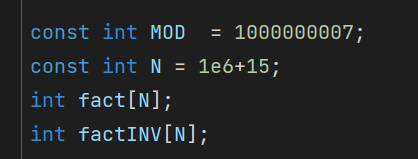 const int MOD  = 1000000007;
const int N = 1e6+15;
int fact[N];
int factINV[N];